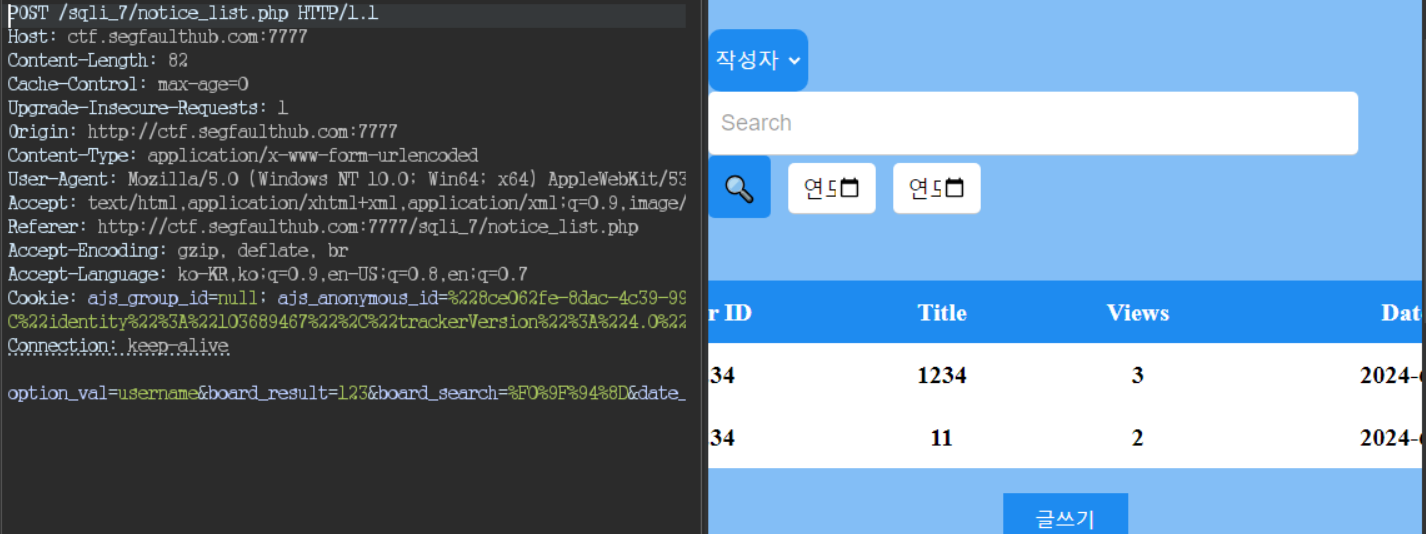 POST /sqli_7/notice_list.php HTTP/1.1
Host: ctf.segfaulthub.com:7777
Content-Length: 82
Cache-Control: max-age=0
Upgrade-Insecure-Requests: 1
Origin: http://ctf.segfaulthub.com:7777
Content-Type: application/x-www-form-urlencoded
User-Agent: Mozilla/5.0 (Windows NT 10.0; Win64; x64) AppleWebKit/53
Accept: text/html,application/xhtml+xml,application/xml;q=0.9,image/
Referer: http://ctf.segfaulthub.com:7777/sqli_7/notice_list.php
Accept-Encoding: gzip, deflate, br
Accept-Language: ko-KR,ko;q=0.9,en-US;q=0.8,en;q=0.7
Cookie: ajs_group_id=null; ajs_anonymous_id=%228ce062fe-8dac-4c39-99
C%22identity%22%3A%22103689467%22%2C%22trackerVersion%22%3A%224.0%22
Connection: keep-alive
option_val=username&board_result=123&board_search=%F0%9F%94%8D&date_
작성자
Search
연도 연도
r ID Title Views Dat
34 1234 3 2024-
34 11 2 2024-
글쓰기